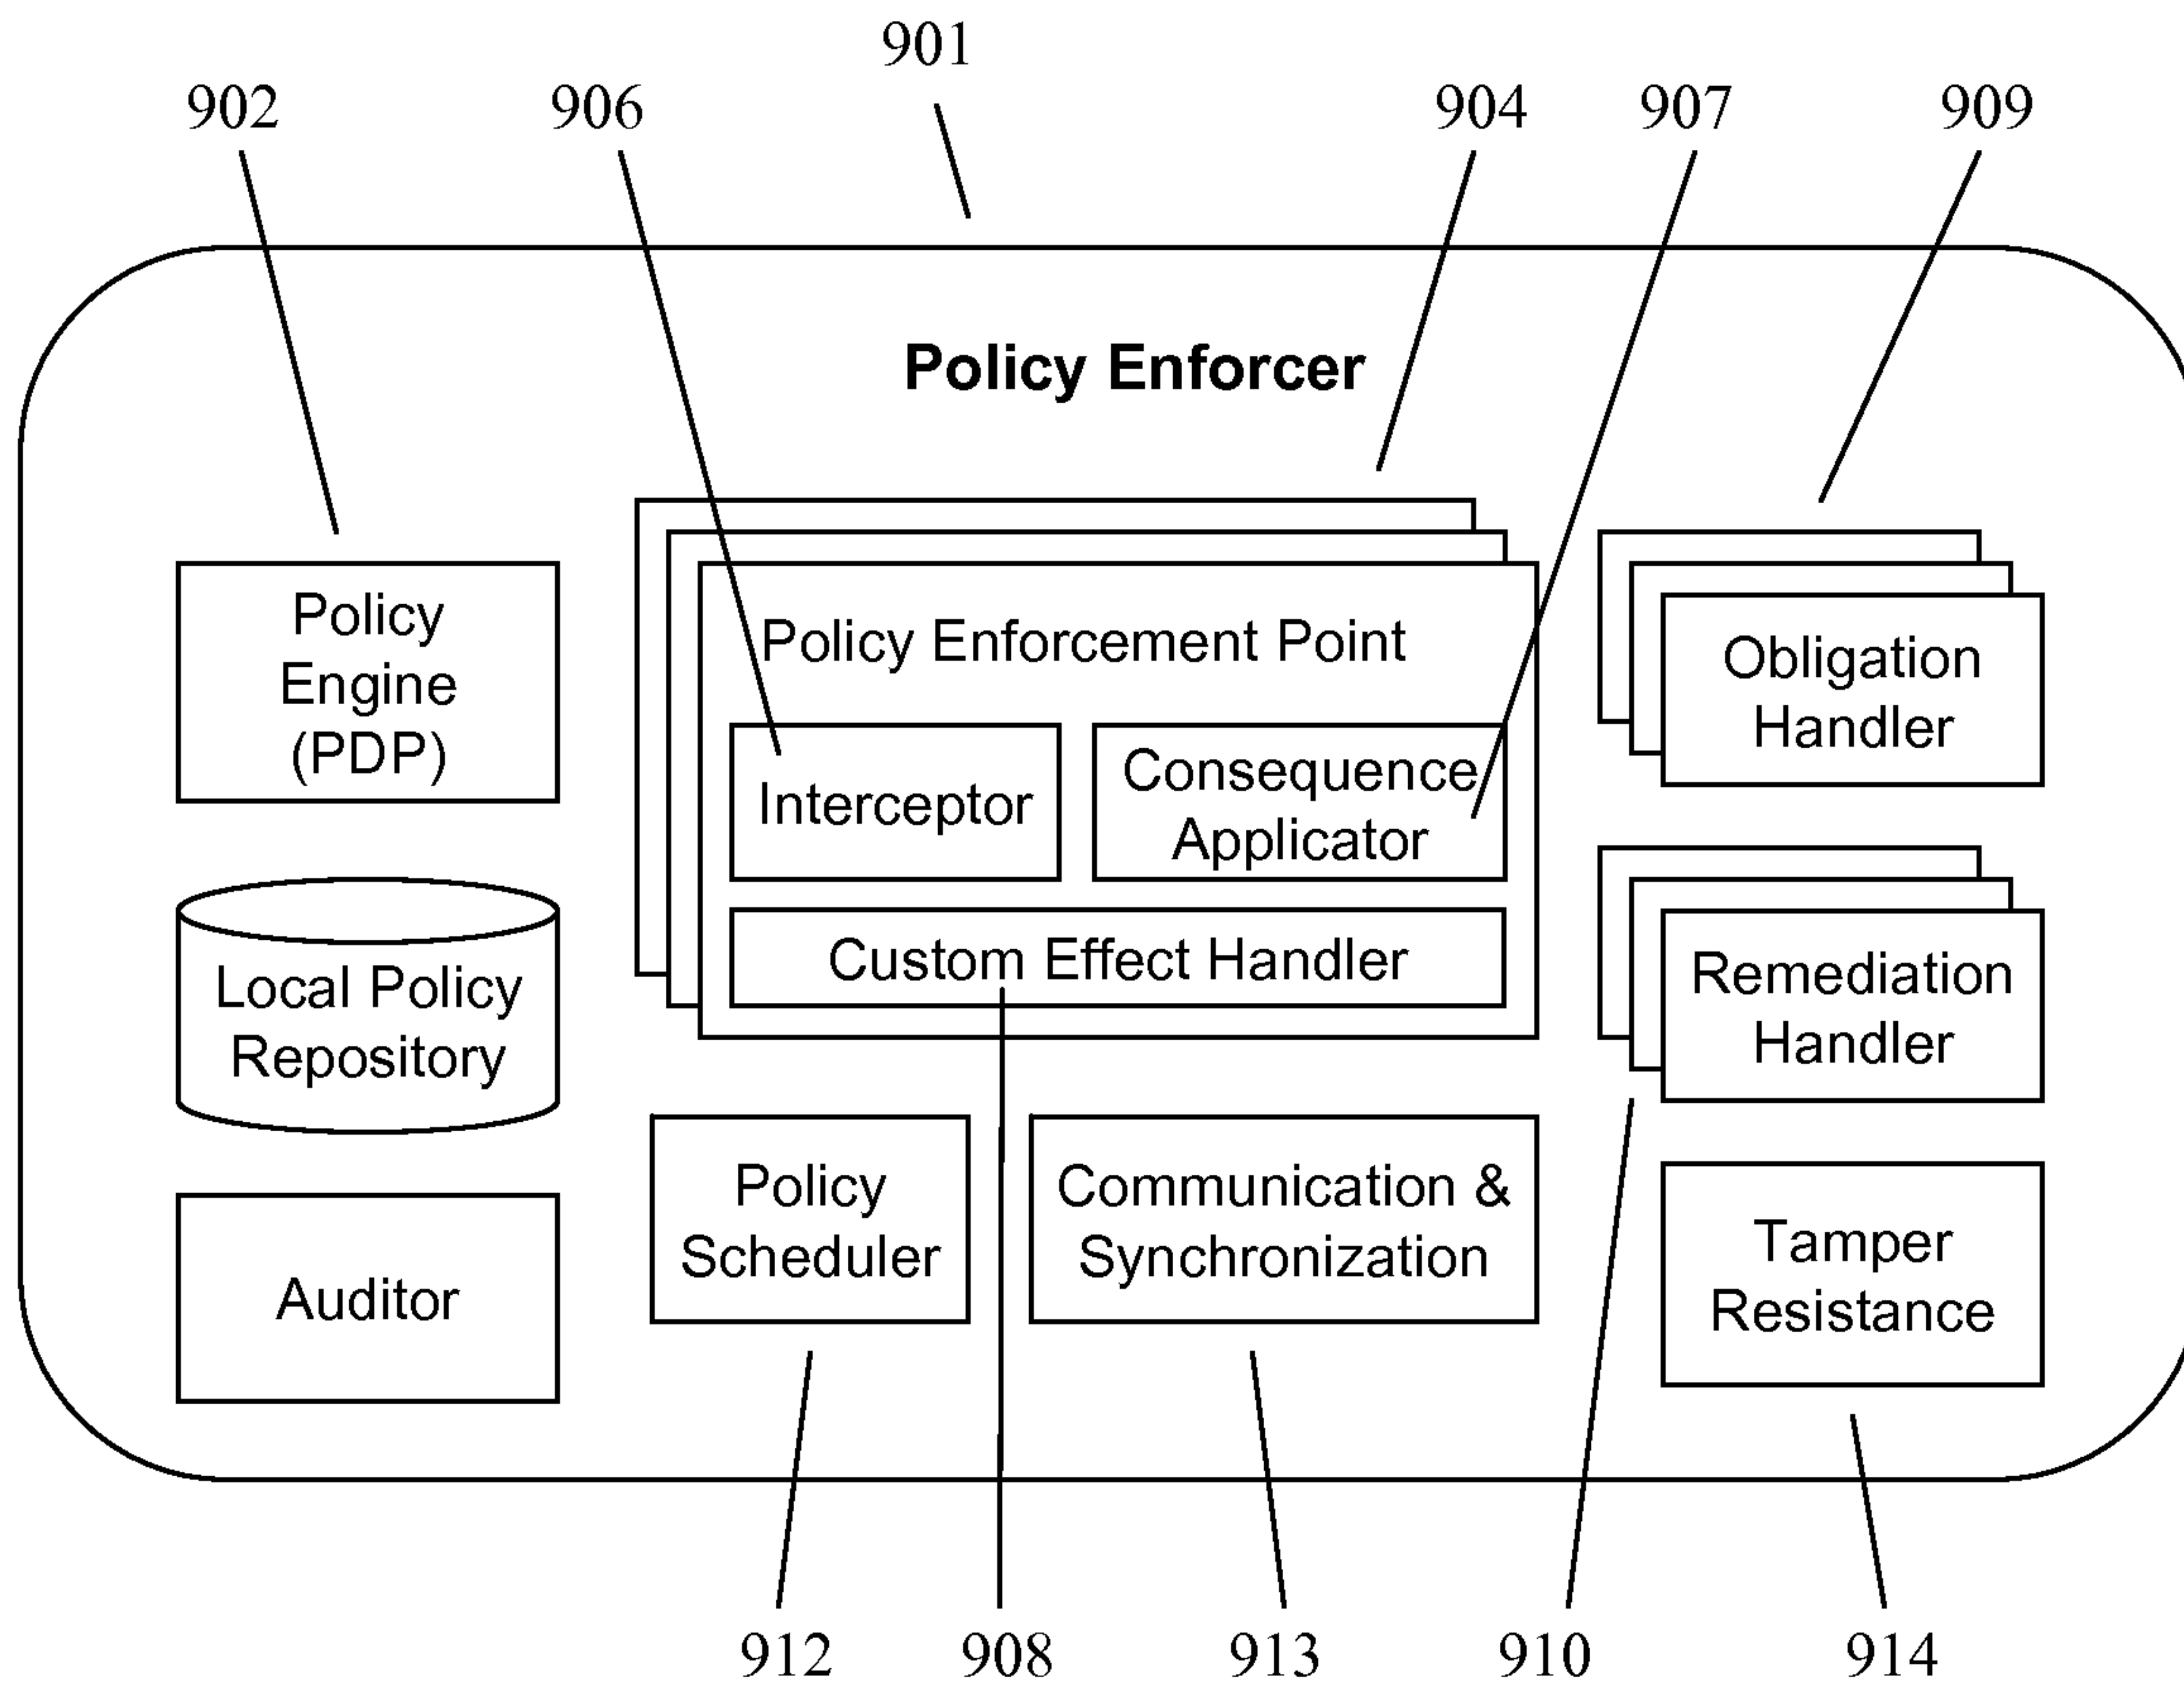 901
902
906
904
907
909
Policy Enforcer
Policy
Engine
(PDP)
Policy Enforcement Point
Interceptor
Consequence
Applicator
Custom Effect Handler
Obligation
Handler
Local Policy
Repository
Remediation
Handler
Auditor
Policy
Scheduler
Communication &
Synchronization
Tamper
Resistance
912
908
913
910
914